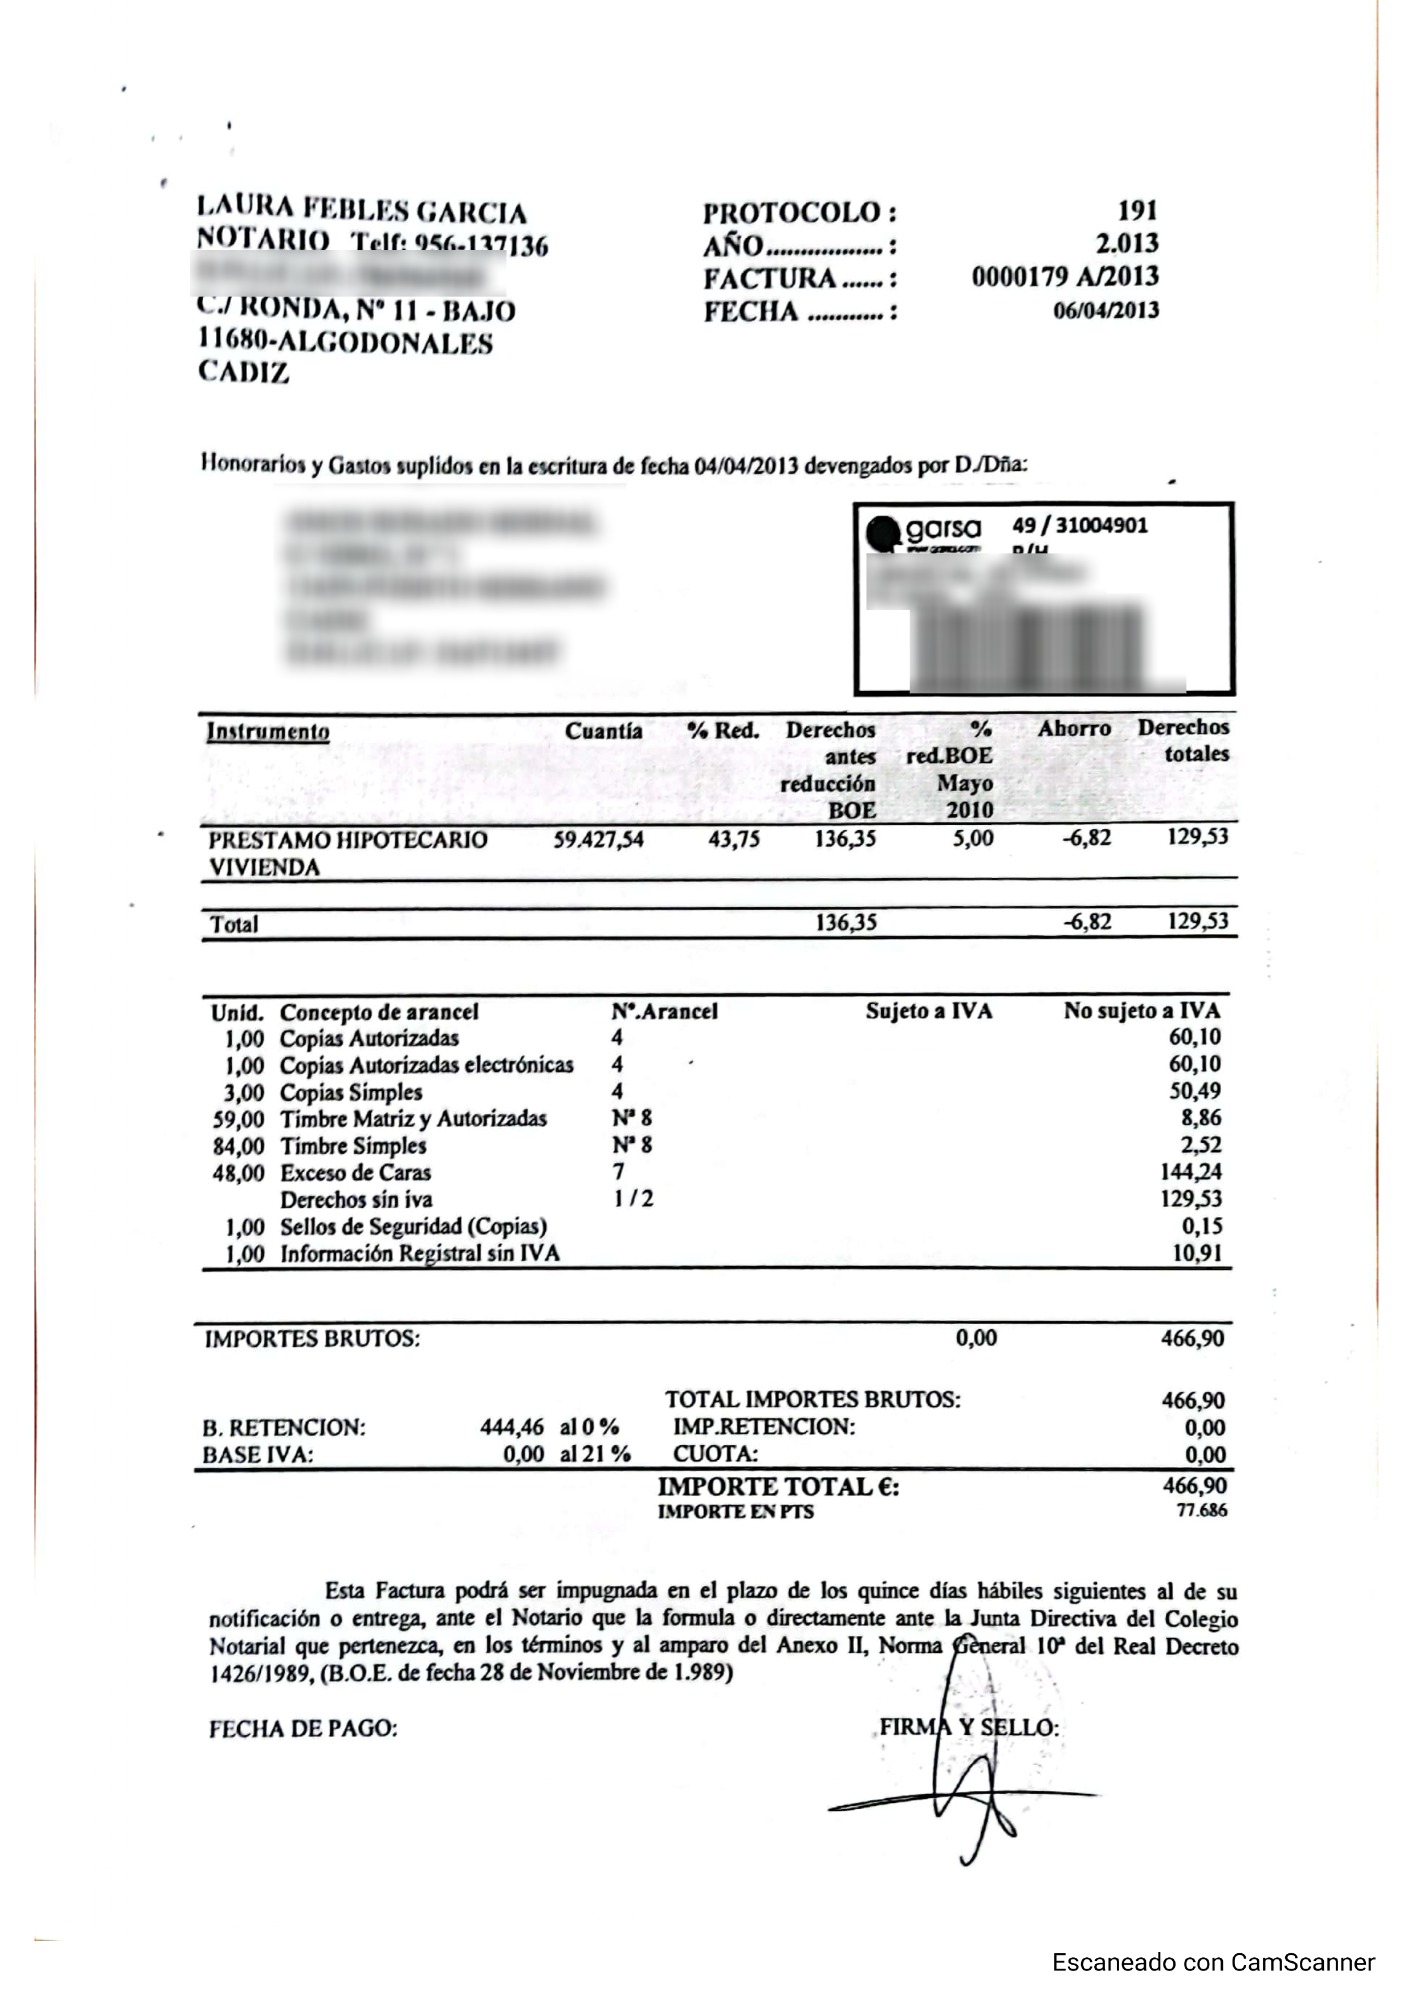 LAURA FEBLES GARCIA
NOTARIO Telf: 956-137136
C./ RONDA, Nº 11 - BAJO
11680-ALGODONALES
CADIZ
PROTOCOLO : 191
AÑO................. : 2.013
FACTURA ...... : 0000179 A/2013
FECHA ........... : 06/04/2013
Honorarios y Gastos suplidos en la escritura de fecha 04/04/2013 devengados por D./Dña:
garsa 49 / 31004901
Instrumento Cuantía % Red. Derechos antes reducción BOE % red.BOE Mayo 2010 Ahorro Derechos totales
PRESTAMO HIPOTECARIO VIVIENDA 59.427,54 43,75 136,35 5,00 -6,82 129,53
Total 136,35 -6,82 129,53
Unid. Concepto de arancel Nº.Arancel Sujeto a IVA No sujeto a IVA
1,00 Copias Autorizadas 4 60,10
1,00 Copias Autorizadas electrónicas 4 60,10
3,00 Copias Simples 4 50,49
59,00 Timbre Matriz y Autorizadas Nª 8 8,86
84,00 Timbre Simples Nª 8 2,52
48,00 Exceso de Caras 7 144,24
Derechos sin iva 1 / 2 129,53
1,00 Sellos de Seguridad (Copias) 0,15
1,00 Información Registral sin IVA 10,91
IMPORTES BRUTOS: 0,00 466,90
TOTAL IMPORTES BRUTOS: 466,90
B. RETENCION: 444,46 al 0 % IMP.RETENCION: 0,00
BASE IVA: 0,00 al 21 % CUOTA: 0,00
IMPORTE TOTAL €: 466,90
IMPORTE EN PTS 77.686
Esta Factura podrá ser impugnada en el plazo de los quince días hábiles siguientes al de su
notificación o entrega, ante el Notario que la formula o directamente ante la Junta Directiva del Colegio
Notarial que pertenezca, en los términos y al amparo del Anexo II, Norma General 10ª del Real Decreto
1426/1989, (B.O.E. de fecha 28 de Noviembre de 1.989)
FECHA DE PAGO: FIRMA Y SELLO:
Escaneado con CamScanner